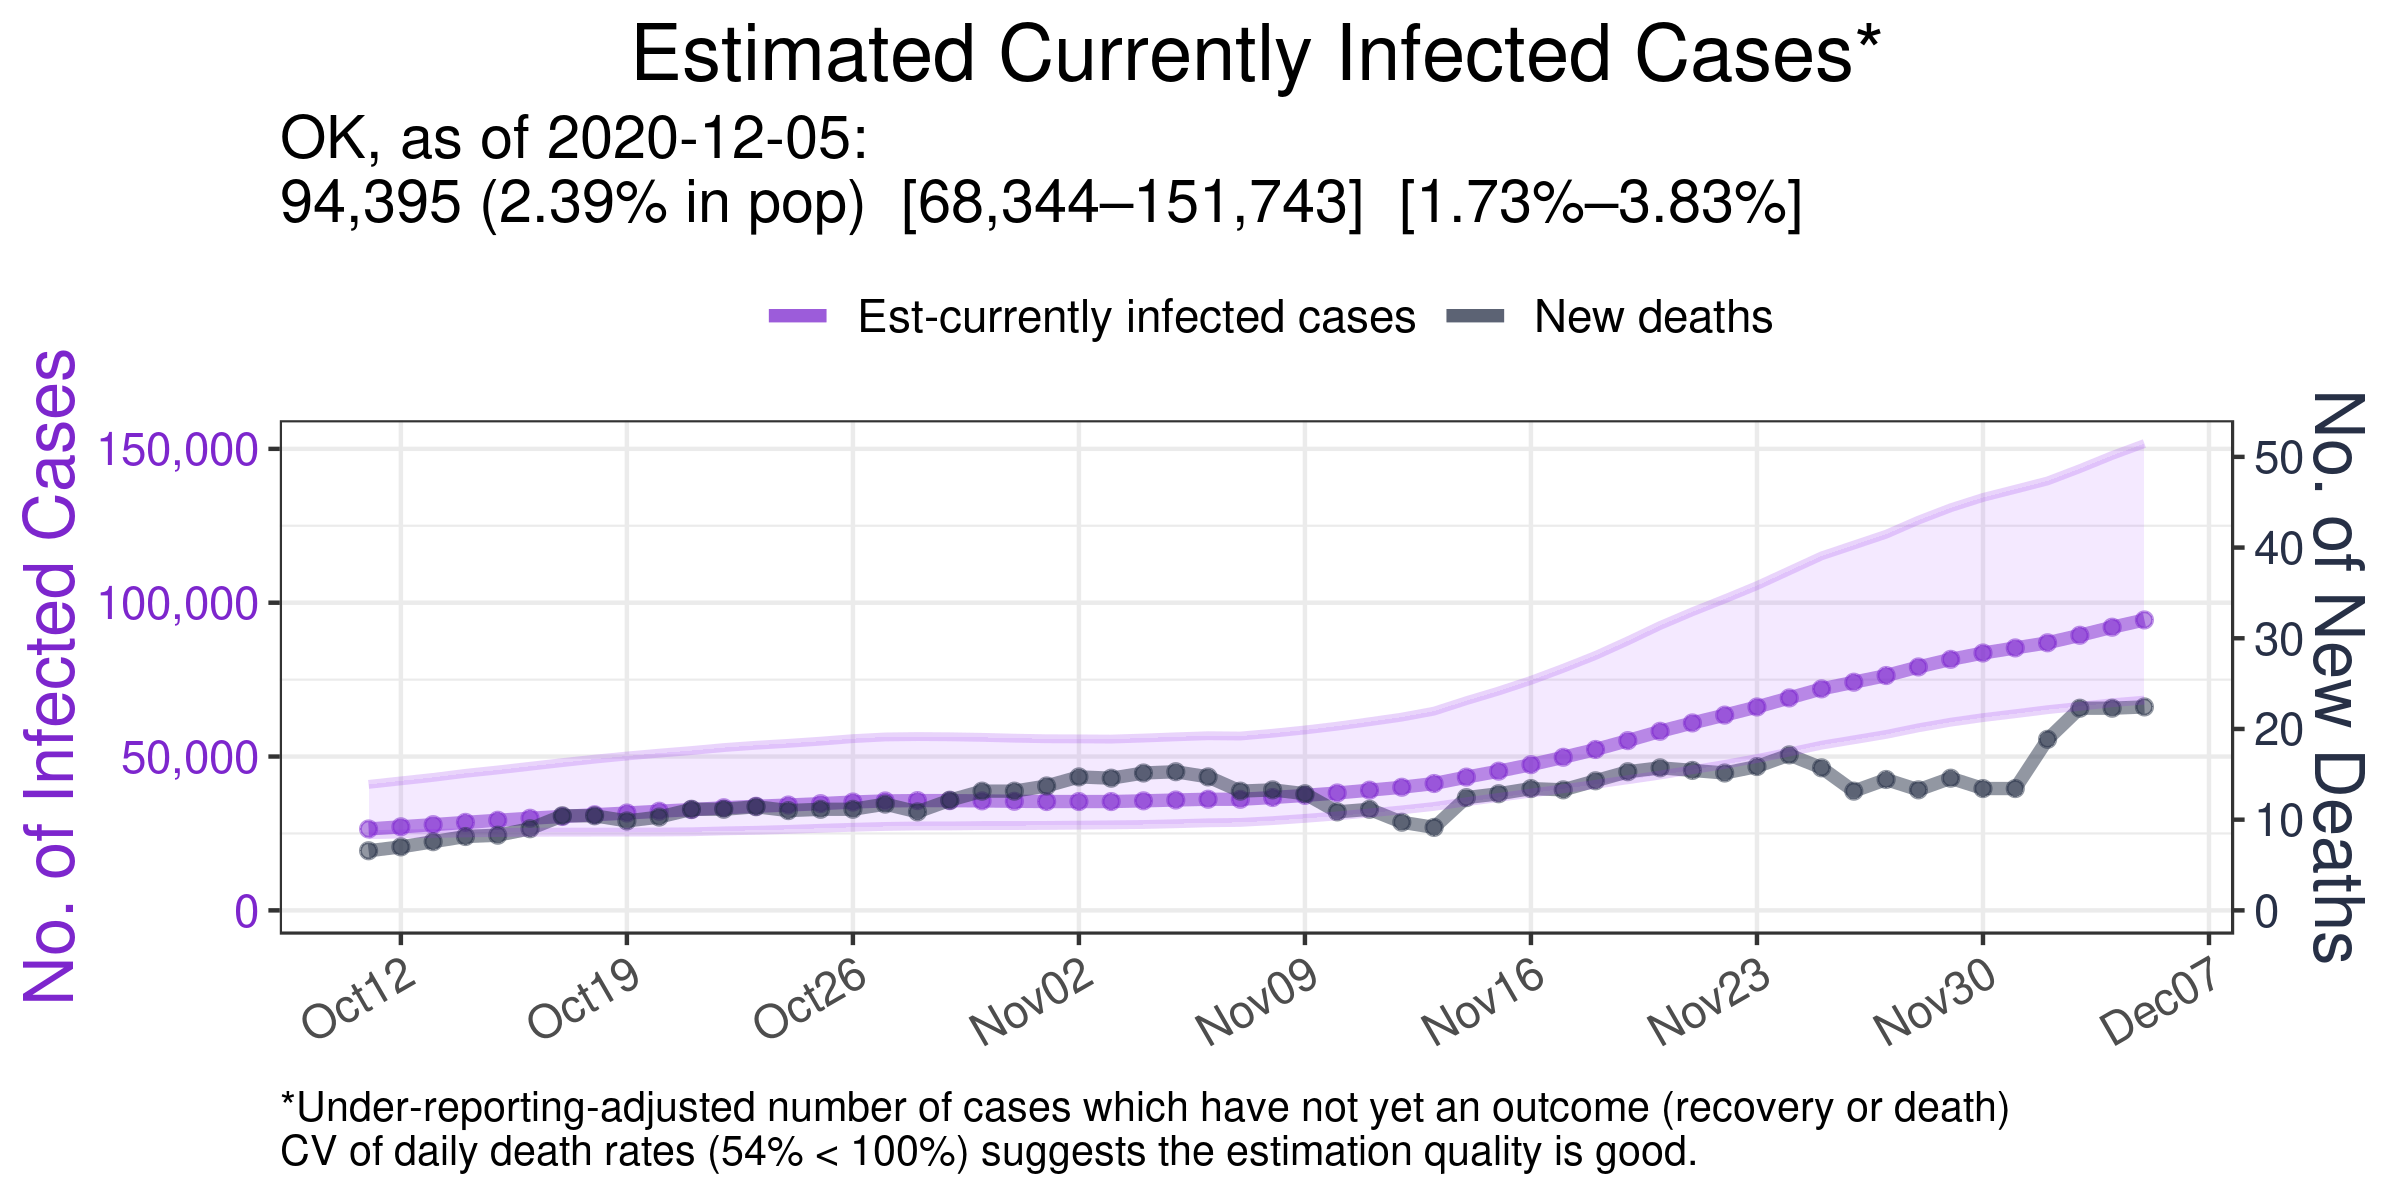 Estimated Currently Infected Cases*
OK, as of 2020-12-05:
94,395 (2.39% in pop)  [68,344–151,743]  [1.73%–3.83%]
Est-currently infected cases
New deaths
No. of Infected Cases
150,000
100,000
50,000
0
50
40
30
20
10
0
No. of New Deaths
Oct12
Oct19
Oct26
Nov02
Nov09
Nov16
Nov23
Nov30
Dec07
*Under-reporting-adjusted number of cases which have not yet an outcome (recovery or death)
CV of daily death rates (54% < 100%) suggests the estimation quality is good.